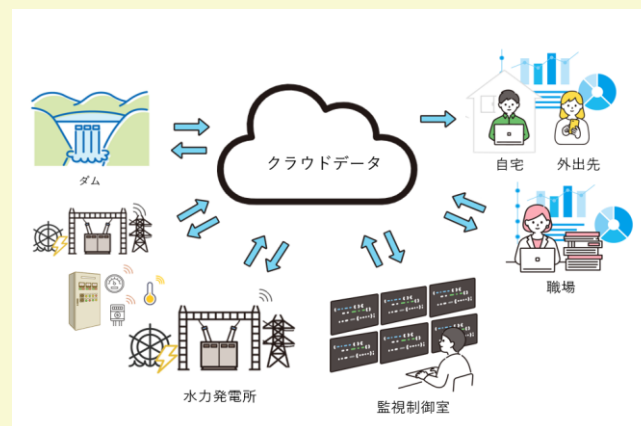 クラウドデータ
ダム
自宅
外出先
職場
水力発電所
監視制御室